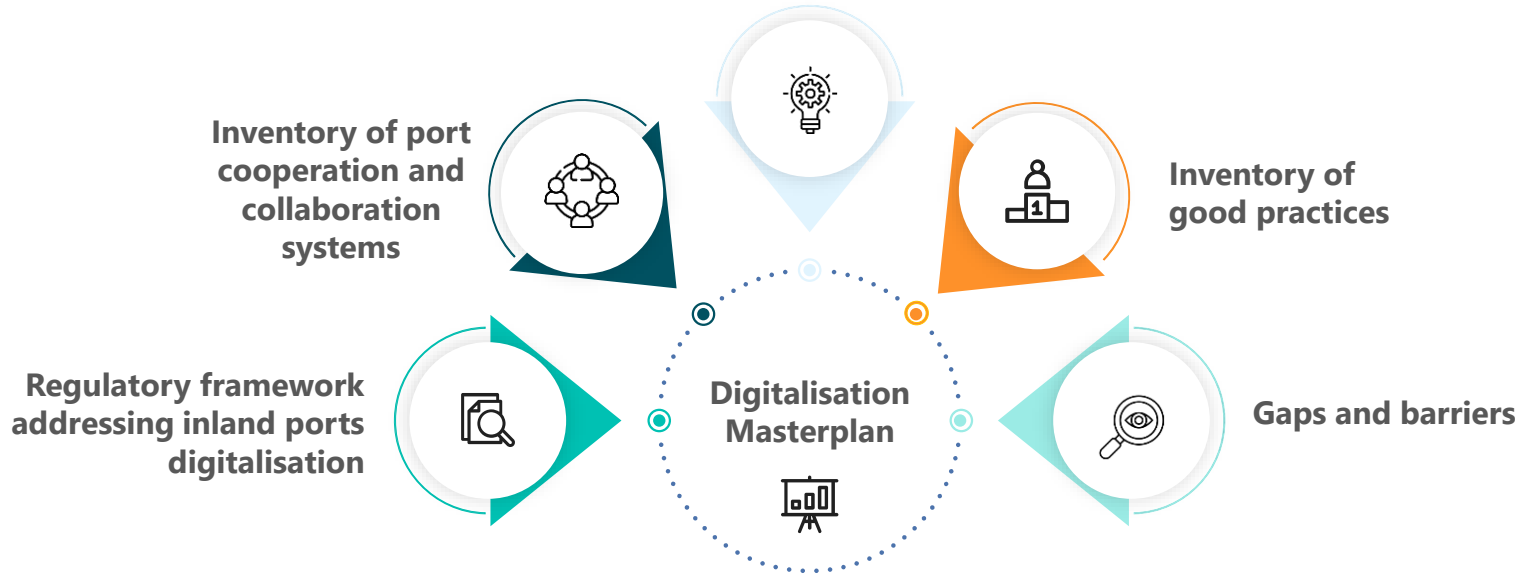 Inventory of port
cooperation and
collaboration
systems
Inventory of
good practices
Regulatory framework
addressing inland ports
digitalisation
Digitalisation
Masterplan
Gaps and barriers
1